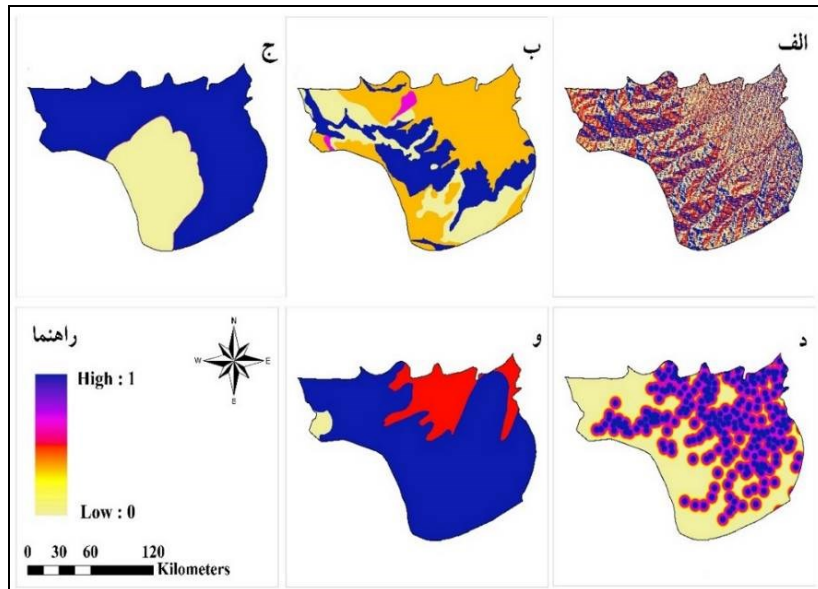 الف
ب
ج
د
و
راهنما
N
W E
S
High : 1
Low : 0
0 30 60 120
Kilometers